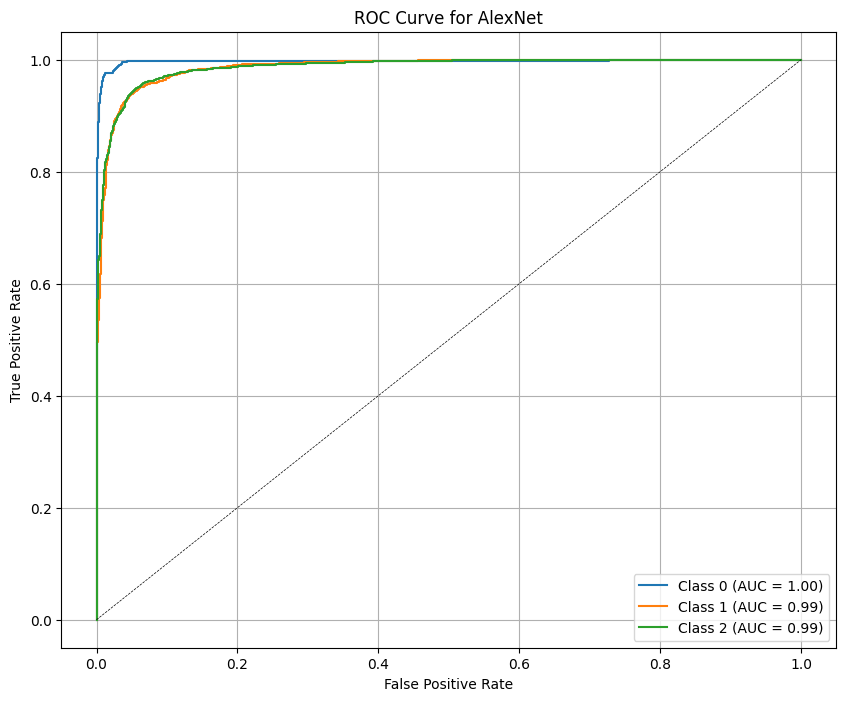 ROC Curve for AlexNet
True Positive Rate
1.0
0.8
0.6
0.4
0.2
0.0
0.0 0.2 0.4 0.6 0.8 1.0
False Positive Rate
Class 0 (AUC = 1.00)
Class 1 (AUC = 0.99)
Class 2 (AUC = 0.99)